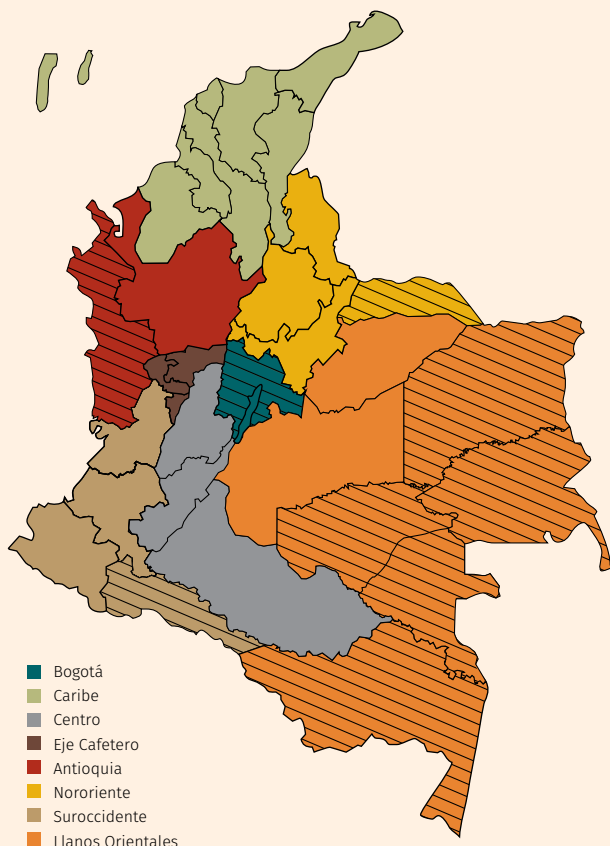 Bogotá
Caribe
Centro
Eje Cafetero
Antioquia
Nororiente
Suroccidente
Llanos Orientales